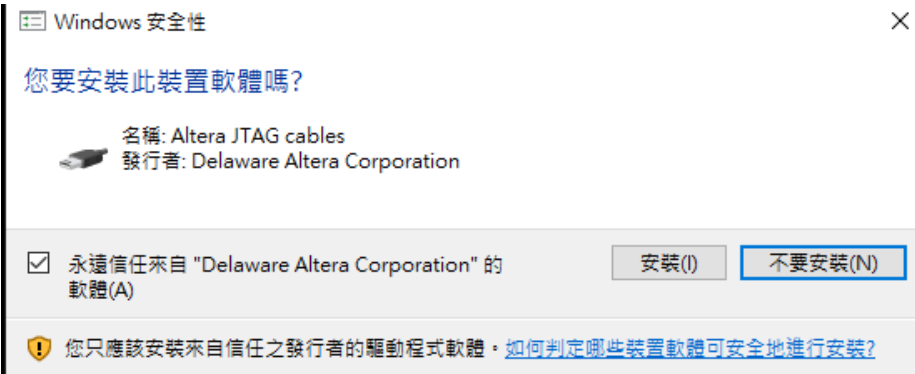 Windows 安全性
您要安裝此裝置軟體嗎?
名稱: Altera JTAG cables
發行者: Delaware Altera Corporation
永遠信任來自 "Delaware Altera Corporation" 的
軟體(A)
安裝(I)
不要安裝(N)
您只應該安裝來自信任之發行者的驅動程式軟體。如何判定哪些裝置軟體可安全地進行安裝?